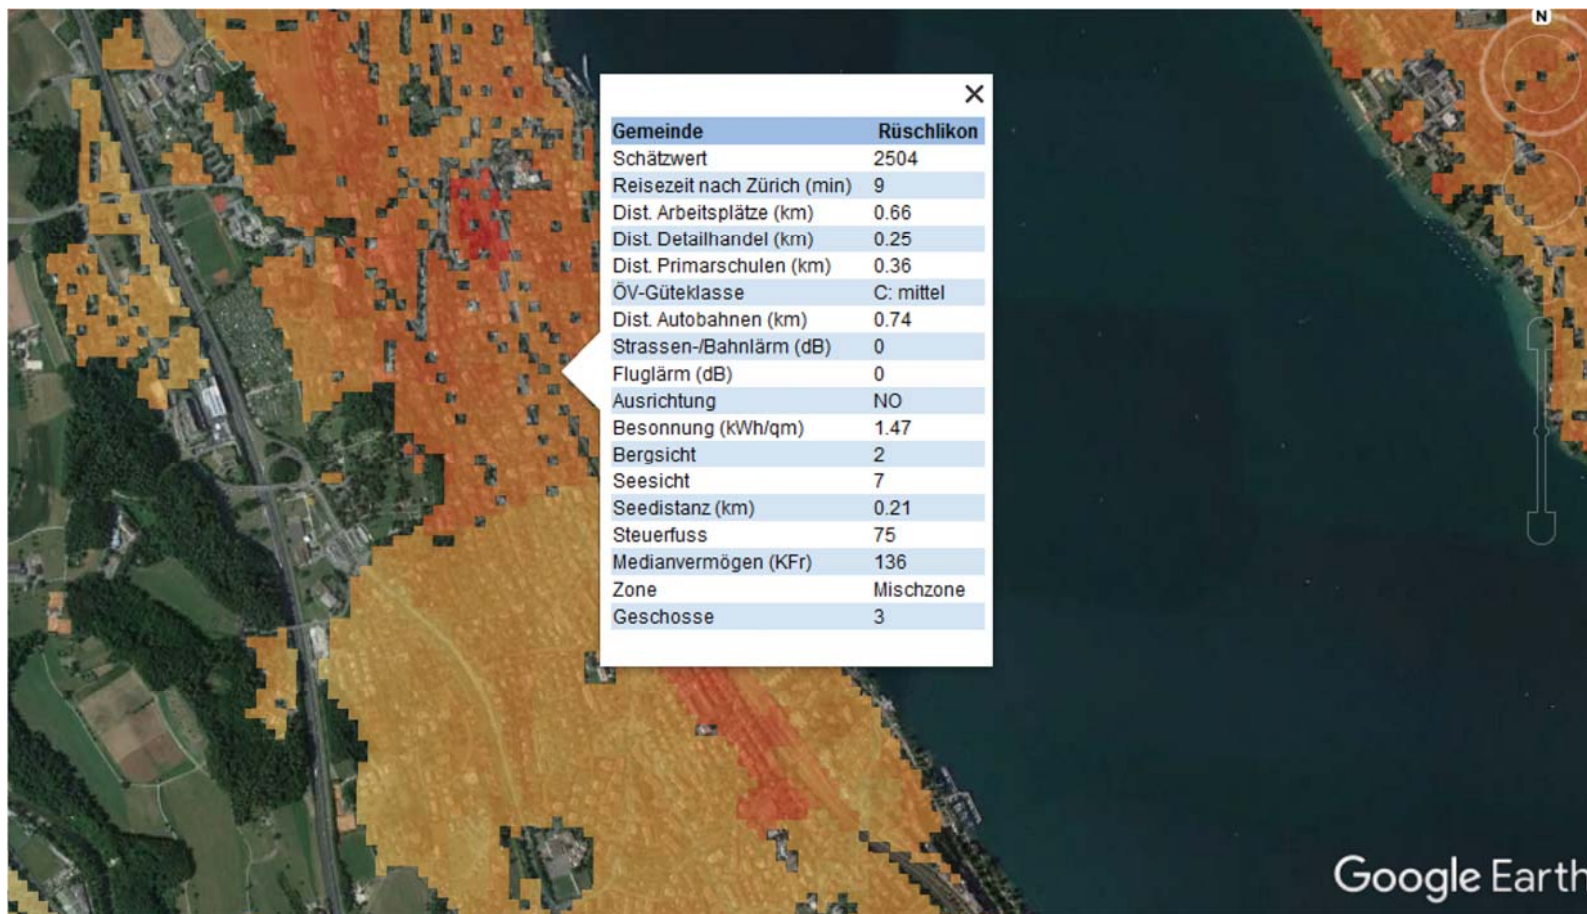 N
Gemeinde Rüschlikon
Schätzwert 2504
Reisezeit nach Zürich (min) 9
Dist. Arbeitsplätze (km) 0.66
Dist. Detailhandel (km) 0.25
Dist. Primarschulen (km) 0.36
ÖV-Güteklasse C: mittel
Dist. Autobahnen (km) 0.74
Strassen-/Bahnlärm (dB) 0
Fluglärm (dB) 0
Ausrichtung NO
Besonnung (kWh/qm) 1.47
Bergsicht 2
Seesicht 7
Seedistanz (km) 0.21
Steuerfuss 75
Medianvermögen (KFr) 136
Zone Mischzone
Geschosse 3
Google Earth